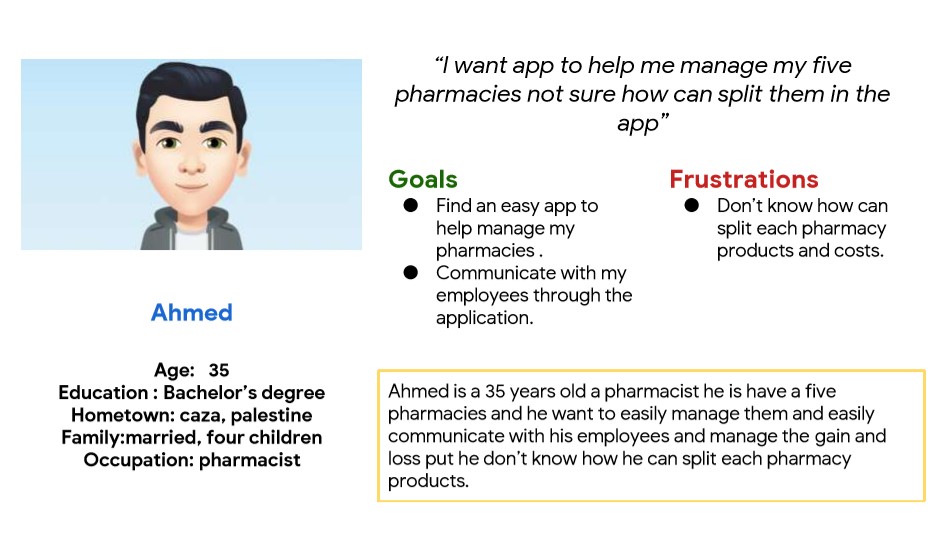 “I want app to help me manage my five
pharmacies not sure how can split them in the
app”
Goals
● Find an easy app to
help manage my
pharmacies .
● Communicate with my
employees through the
application.
Frustrations
● Don’t know how can
split each pharmacy
products and costs.
Ahmed
Age: 35
Education : Bachelor’s degree
Hometown: caza, palestine
Family:married, four children
Occupation: pharmacist
Ahmed is a 35 years old a pharmacist he is have a five
pharmacies and he want to easily manage them and easily
communicate with his employees and manage the gain and
loss put he don’t know how he can split each pharmacy
products.